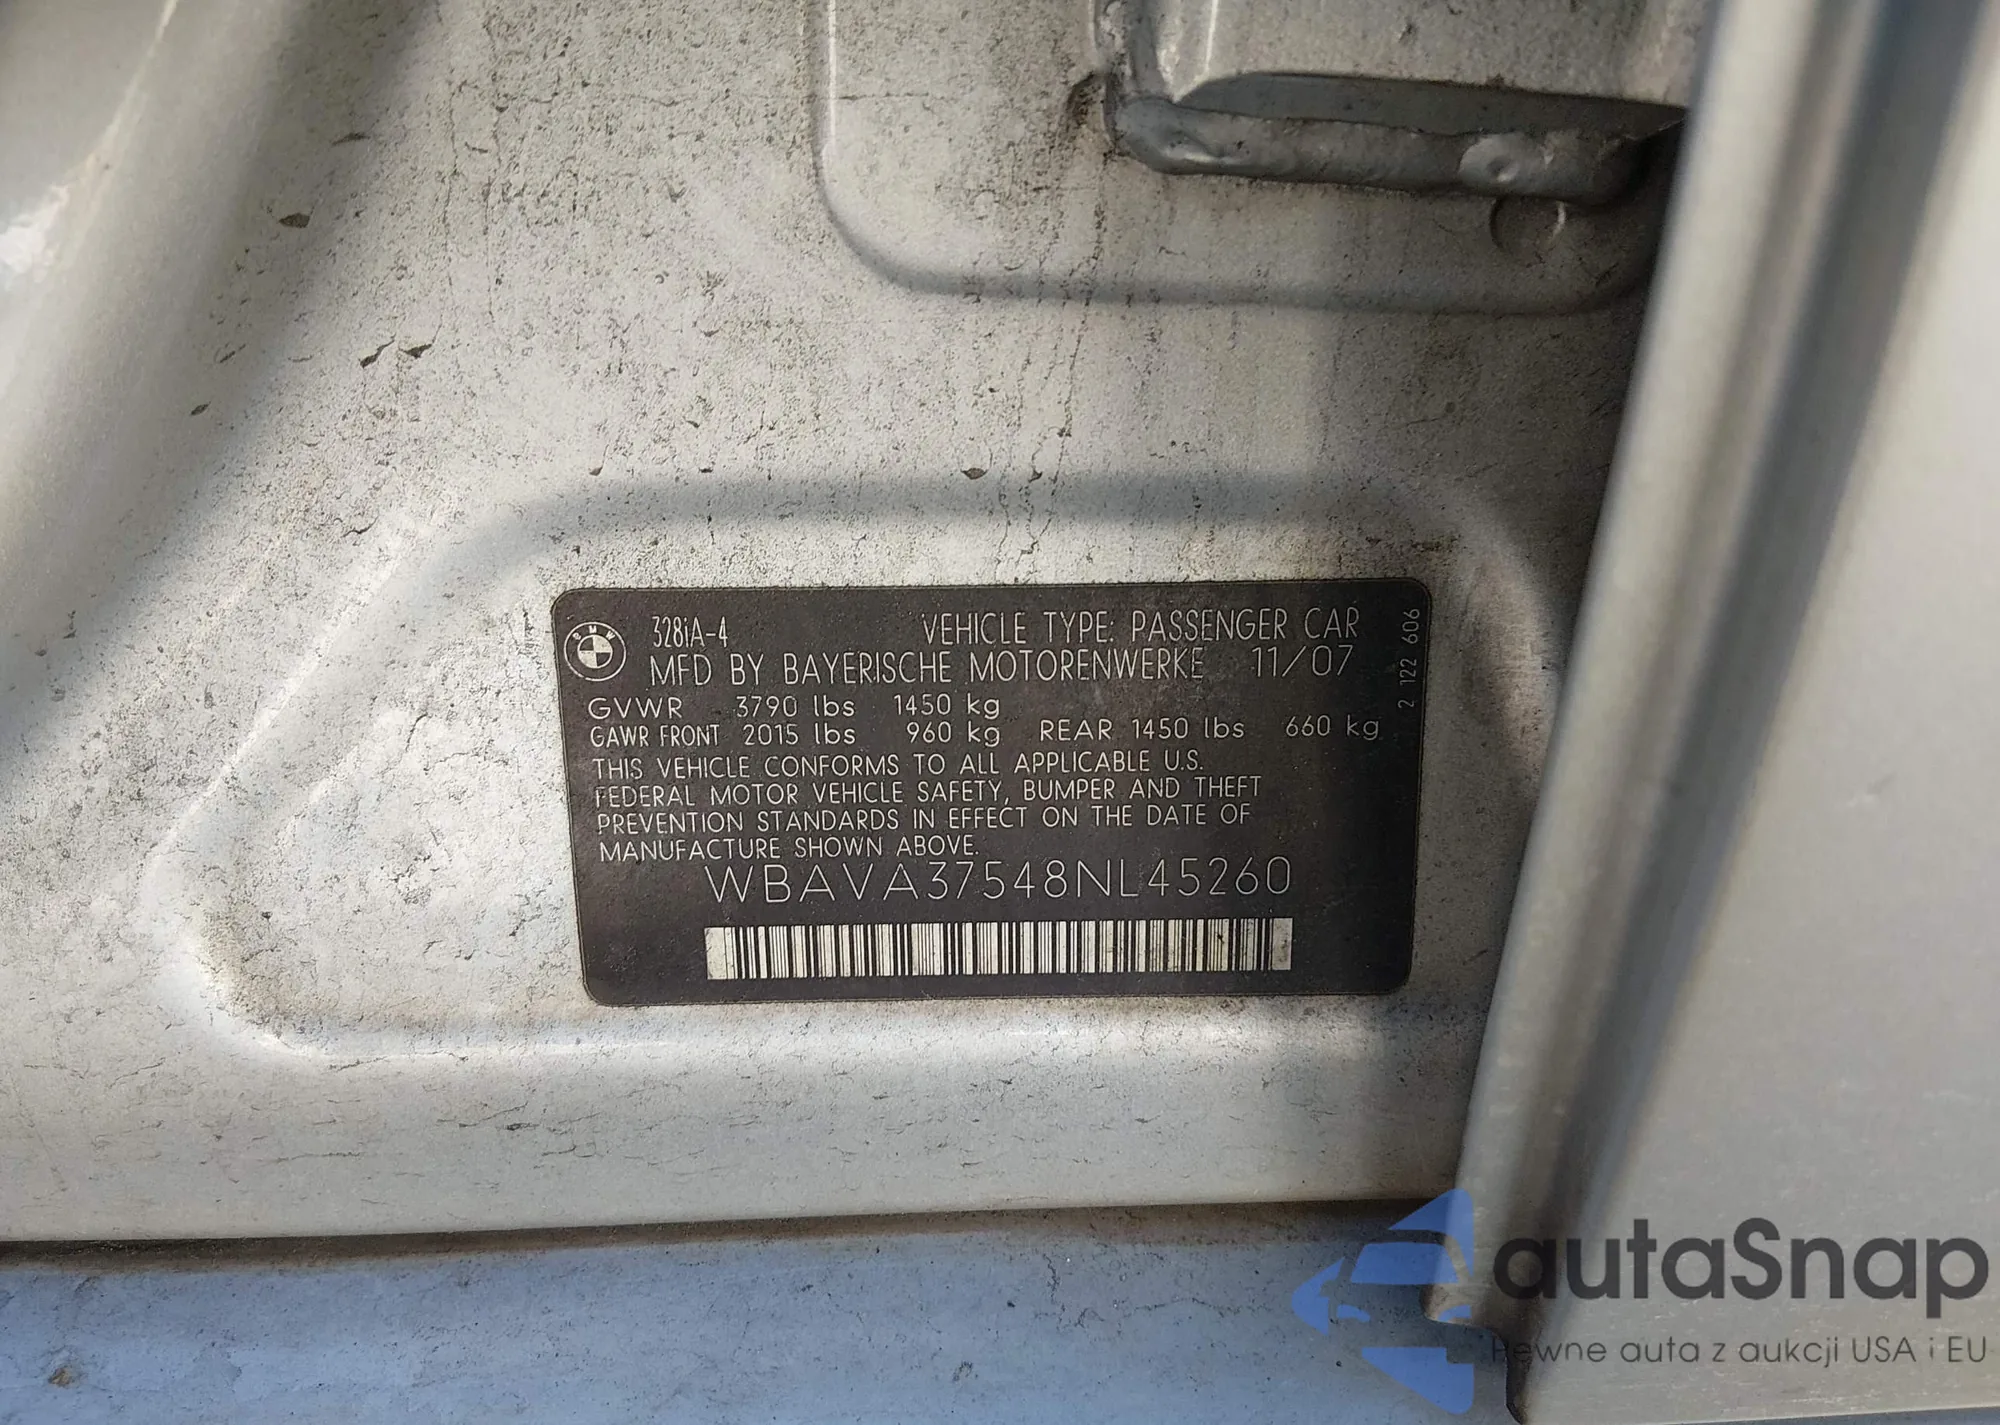 BMW
328iA-4 VEHICLE TYPE: PASSENGER CAR
MFD BY BAYERISCHE MOTORENWERKE 11/07
GVWR 3790 lbs 1450 kg
GAWR FRONT 2015 lbs 960 kg REAR 1450 lbs 660 kg
THIS VEHICLE CONFORMS TO ALL APPLICABLE U.S.
FEDERAL MOTOR VEHICLE SAFETY, BUMPER AND THEFT
PREVENTION STANDARDS IN EFFECT ON THE DATE OF
MANUFACTURE SHOWN ABOVE.
WBAVA37548NL45260
2 122 606
autaSnap
Pewne auta z aukcji USA i EU